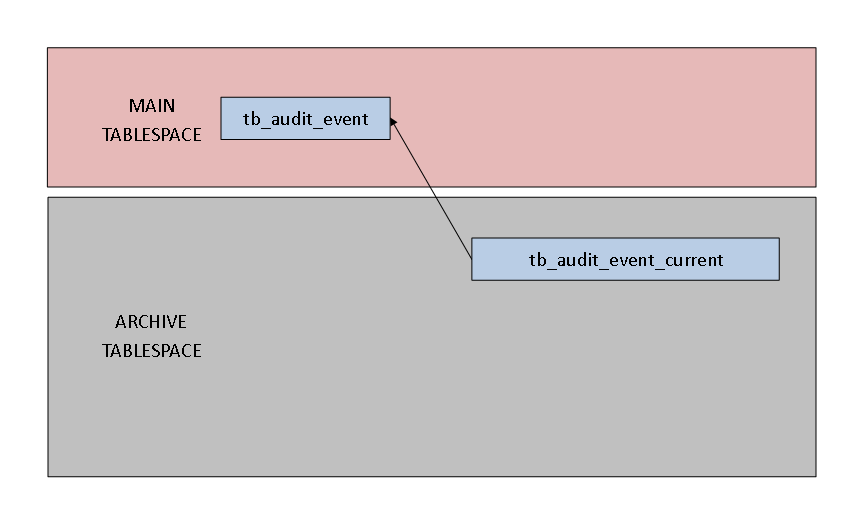 MAIN
TABLESPACE
tb_audit_event
tb_audit_event_current
ARCHIVE
TABLESPACE